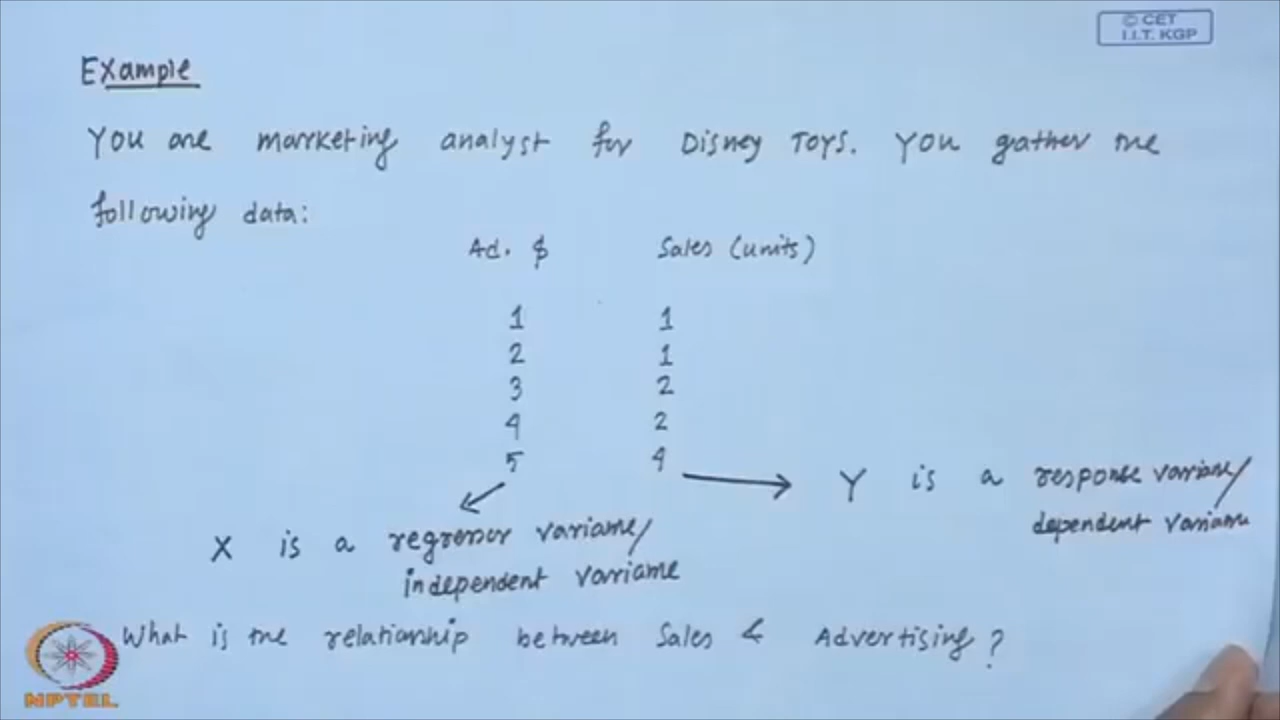 © CET
I.I.T. KGP
Example
You are marketing analyst for Disney Toys. You gather the
following data:
Ad. $ Sales (units)
1 1
2 1
3 2
4 2
5 4
Y is a response variable/
dependent variable
X is a regressor variable/
independent variable
What is the relationship between Sales & Advertising?
NPTEL